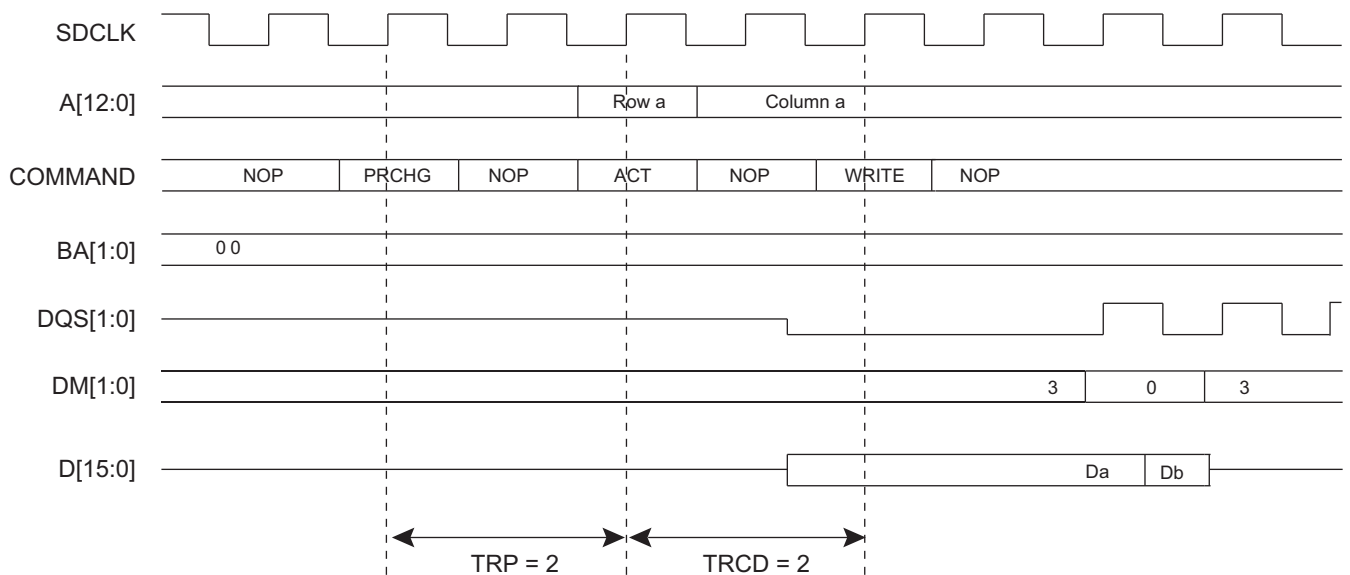 SDCLK
A[12:0] Row a Column a
COMMAND NOP PRCHG NOP ACT NOP WRITE NOP
BA[1:0] 0 0
DQS[1:0]
DM[1:0] 3 0 3
D[15:0] Da Db
TRP = 2 TRCD = 2